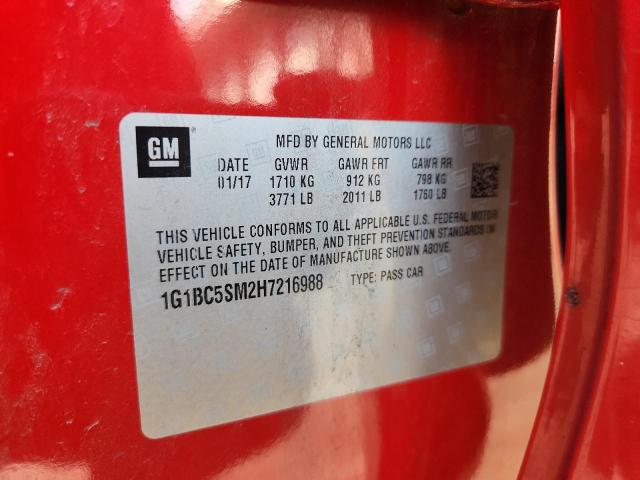 GM
MFD BY GENERAL MOTORS LLC
DATE GVWR GAWR FRT GAWR RR
01/17 1710 KG 912 KG 798 KG
3771 LB 2011 LB 1760 LB
THIS VEHICLE CONFORMS TO ALL APPLICABLE U.S. FEDERAL MOTOR
VEHICLE SAFETY, BUMPER, AND THEFT PREVENTION STANDARDS IN
EFFECT ON THE DATE OF MANUFACTURE SHOWN ABOVE.
1G1BC5SM2H7216988 TYPE: PASS CAR